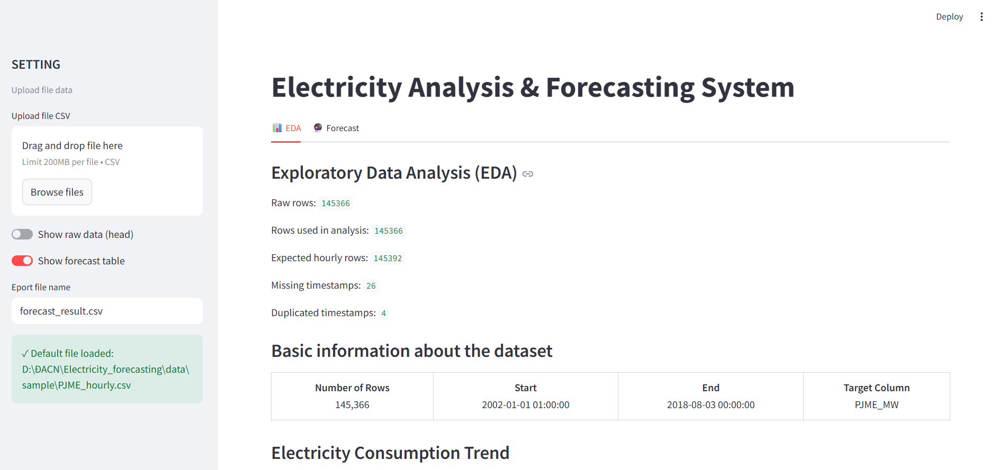 Deploy
SETTING
Upload file data
Upload file CSV
Drag and drop file here
Limit 200MB per file • CSV
Browse files
Show raw data (head)
Show forecast table
Eport file name
forecast_result.csv
✓ Default file loaded:
D:\ĐACN\Electricity_forecasting\data\
sample\PJME_hourly.csv
Electricity Analysis & Forecasting System
EDA
Forecast
Exploratory Data Analysis (EDA)
Raw rows: 145366
Rows used in analysis: 145366
Expected hourly rows: 145392
Missing timestamps: 26
Duplicated timestamps: 4
Basic information about the dataset
Number of Rows Start End Target Column
145,366 2002-01-01 01:00:00 2018-08-03 00:00:00 PJME_MW
Electricity Consumption Trend